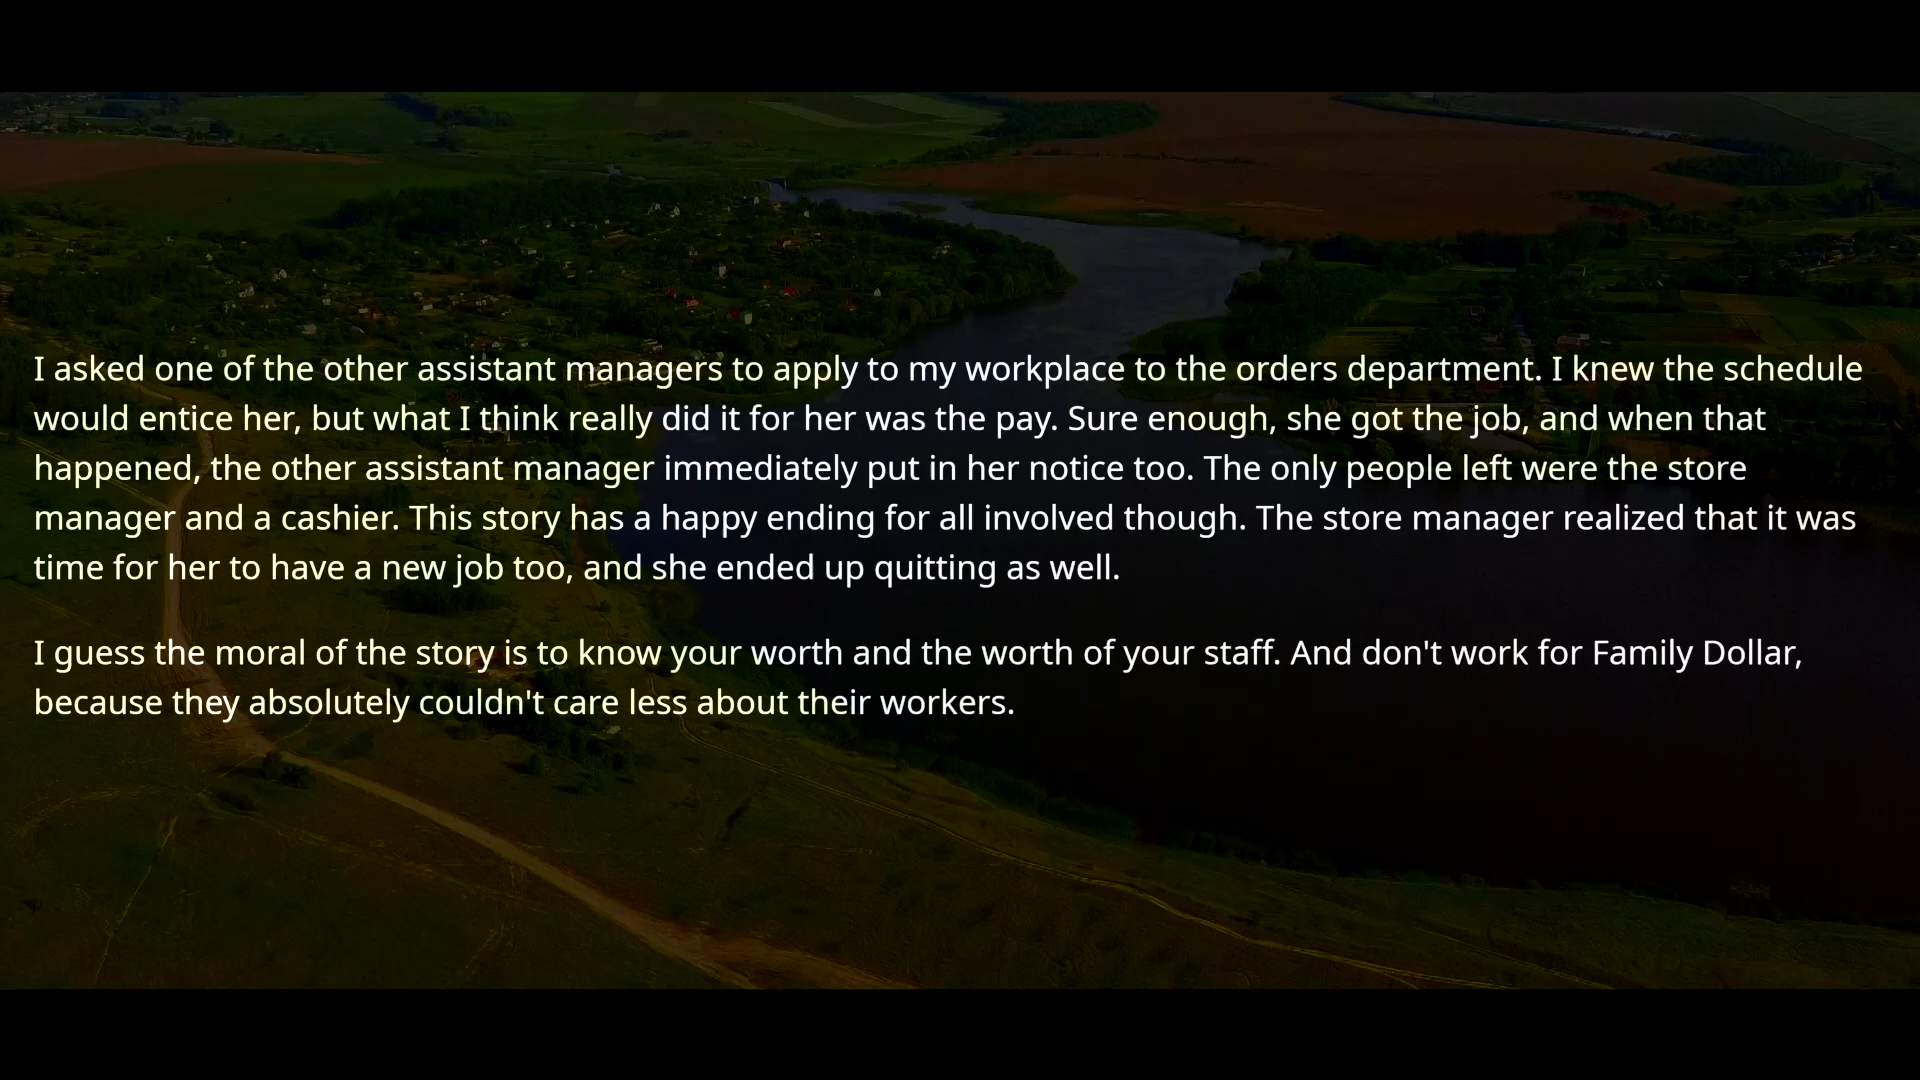 I asked one of the other assistant managers to apply to my workplace to the orders department. I knew the schedule
would entice her, but what I think really did it for her was the pay. Sure enough, she got the job, and when that
happened, the other assistant manager immediately put in her notice too. The only people left were the store
manager and a cashier. This story has a happy ending for all involved though. The store manager realized that it was
time for her to have a new job too, and she ended up quitting as well.
I guess the moral of the story is to know your worth and the worth of your staff. And don't work for Family Dollar,
because they absolutely couldn't care less about their workers.